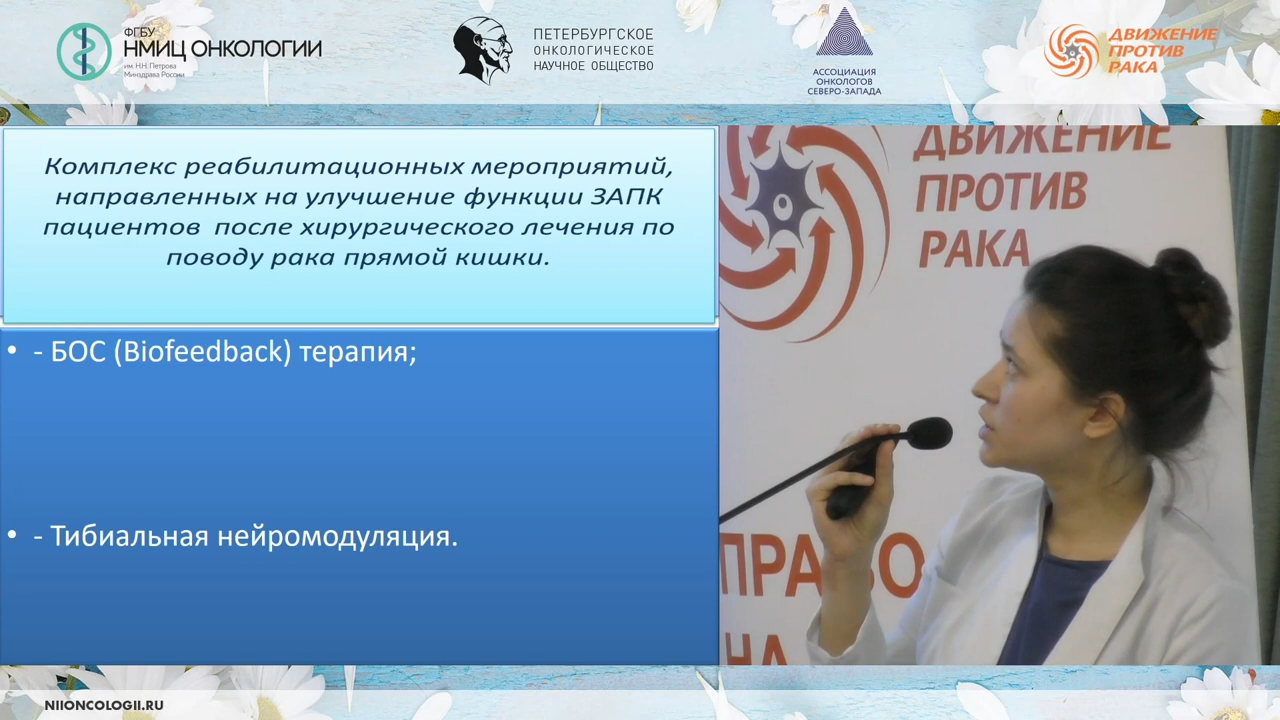 ФГБУ
НМИЦ ОНКОЛОГИИ
им. Н.Н. Петрова
Минздрава России
ПЕТЕРБУРГСКОЕ
ОНКОЛОГИЧЕСКОЕ
НАУЧНОЕ ОБЩЕСТВО
АССОЦИАЦИЯ
ОНКОЛОГОВ
СЕВЕРО-ЗАПАДА
ДВИЖЕНИЕ
ПРОТИВ
РАКА
Комплекс реабилитационных мероприятий,
направленных на улучшение функции ЗАПК
пациентов после хирургического лечения по
поводу рака прямой кишки.
• - БОС (Biofeedback) терапия;
• - Тибиальная нейромодуляция.
ДВИЖЕНИЕ
ПРОТИВ
РАКА
ПРАВО
НА
NIIONCOLOGII.RU